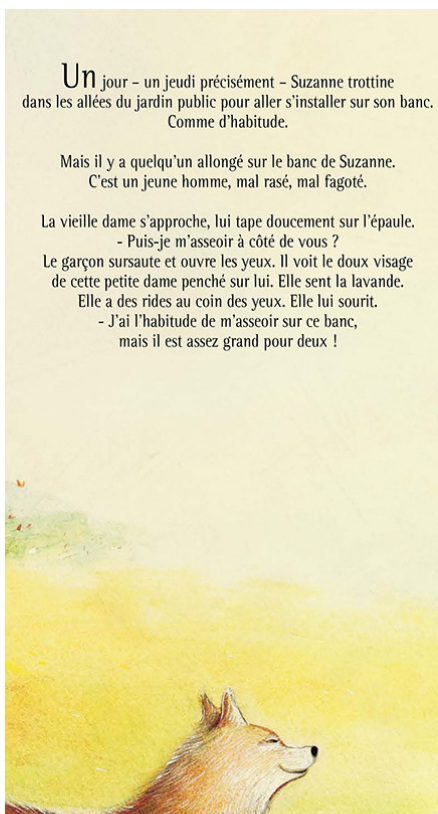 Un jour – un jeudi précisément – Suzanne trottine
dans les allées du jardin public pour aller s'installer sur son banc.
Comme d'habitude.
Mais il y a quelqu'un allongé sur le banc de Suzanne.
C'est un jeune homme, mal rasé, mal fagoté.
La vieille dame s'approche, lui tape doucement sur l'épaule.
- Puis-je m'asseoir à côté de vous ?
Le garçon sursaute et ouvre les yeux. Il voit le doux visage
de cette petite dame penché sur lui. Elle sent la lavande.
Elle a des rides au coin des yeux. Elle lui sourit.
- J'ai l'habitude de m'asseoir sur ce banc,
mais il est assez grand pour deux !